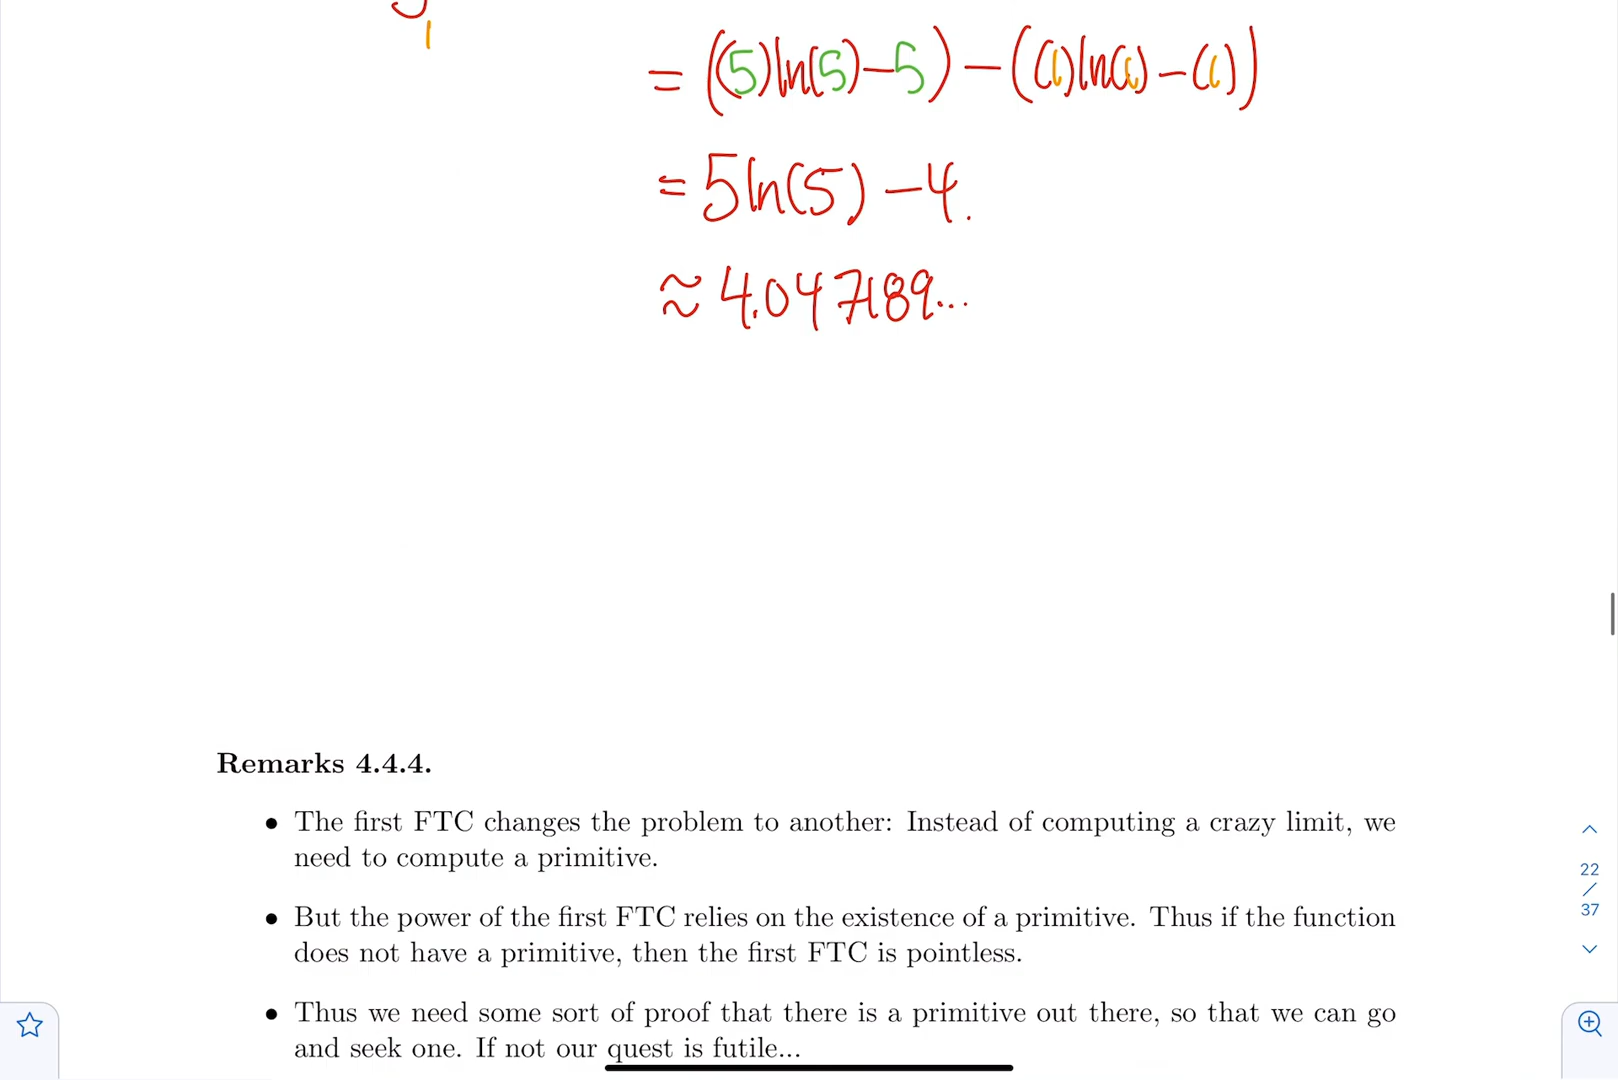 1
= ((5)ln(5)-5) - ((1)ln(1) - (1))
= 5ln(5) - 4.
≈ 4.047189...
Remarks 4.4.4.
• The first FTC changes the problem to another: Instead of computing a crazy limit, we
need to compute a primitive.
• But the power of the first FTC relies on the existence of a primitive. Thus if the function
does not have a primitive, then the first FTC is pointless.
• Thus we need some sort of proof that there is a primitive out there, so that we can go
and seek one. If not our quest is futile...
22
/
37